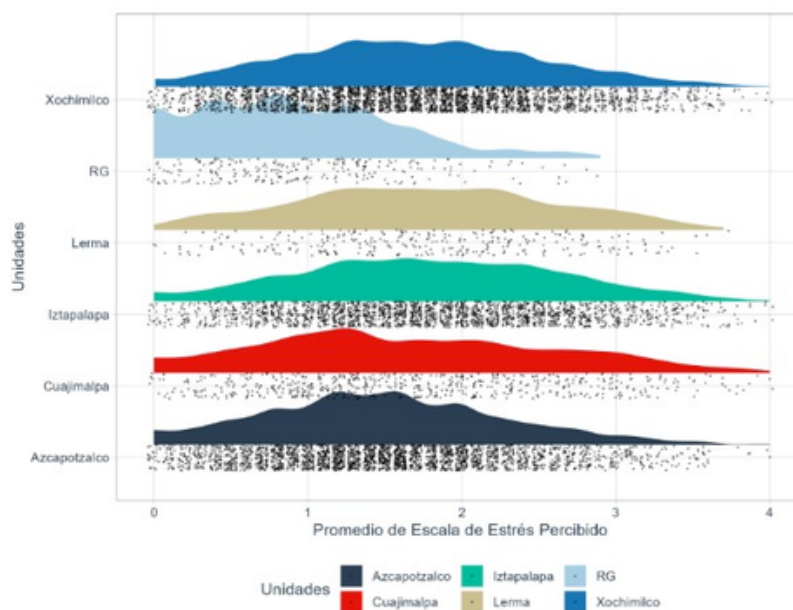 Xochimilco
RG
Lerma
Iztapalapa
Cuajimalpa
Azcapotzalco
Unidades
0 1 2 3 4
Promedio de Escala de Estrés Percibido
Unidades
Azcapotzalco Iztapalapa RG
Cuajimalpa Lerma Xochimilco